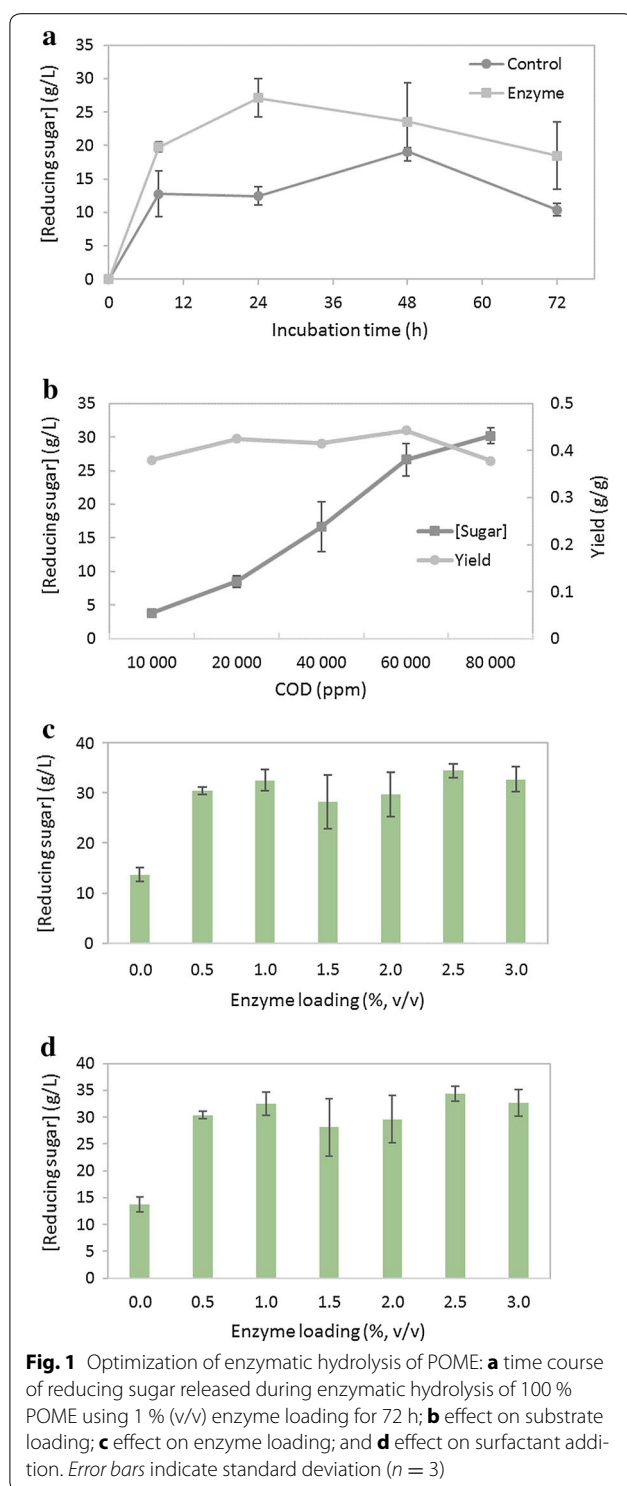 a
35
30
25
20
15
10
5
0
[Reducing sugar] (g/L)
Control
Enzyme
0 12 24 36 48 60 72
Incubation time (h)
b
35
30
25
20
15
10
5
0
[Reducing sugar] (g/L)
[Sugar]
Yield
0.5
0.4
0.3
0.2
0.1
0
Yield (g/g)
10 000 20 000 40 000 60 000 80 000
COD (ppm)
c
40
30
20
10
0
[Reducing sugar] (g/L)
0.0 0.5 1.0 1.5 2.0 2.5 3.0
Enzyme loading (%, v/v)
d
40
35
30
25
20
15
10
5
0
[Reducing sugar] (g/L)
0.0 0.5 1.0 1.5 2.0 2.5 3.0
Enzyme loading (%, v/v)
Fig. 1 Optimization of enzymatic hydrolysis of POME: a time course
of reducing sugar released during enzymatic hydrolysis of 100 %
POME using 1 % (v/v) enzyme loading for 72 h; b effect on substrate
loading; c effect on enzyme loading; and d effect on surfactant addi-
tion. Error bars indicate standard deviation (n = 3)